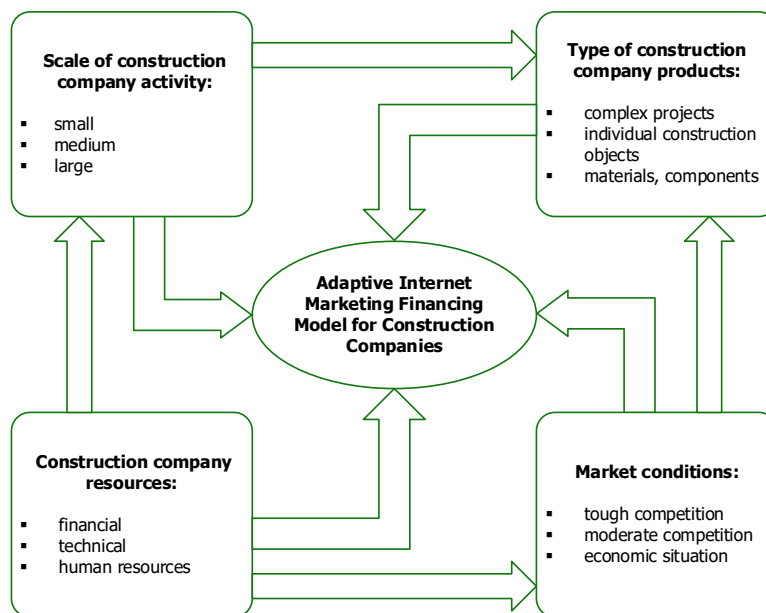 Scale of construction
company activity:
▪ small
▪ medium
▪ large
Type of construction
company products:
▪ complex projects
▪ individual construction
objects
▪ materials, components
Adaptive Internet
Marketing Financing
Model for Construction
Companies
Construction company
resources:
▪ financial
▪ technical
▪ human resources
Market conditions:
▪ tough competition
▪ moderate competition
▪ economic situation